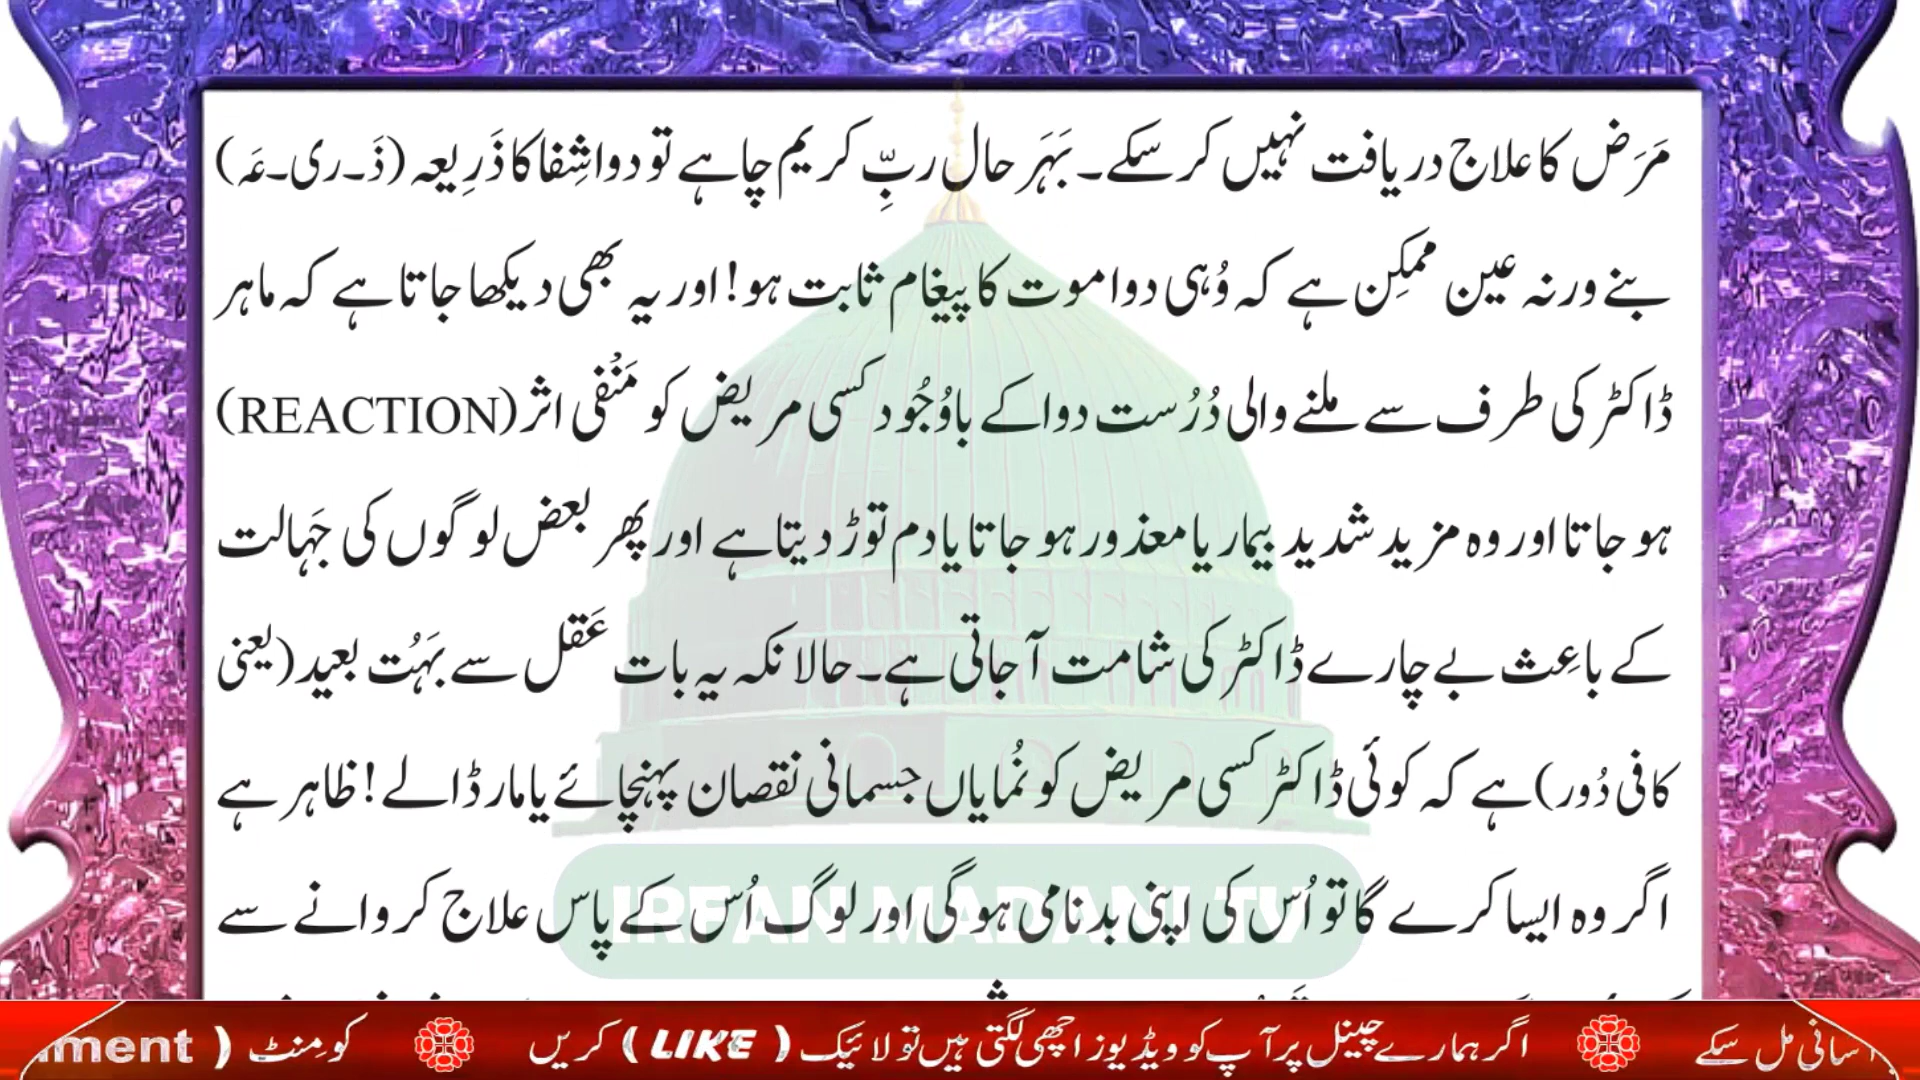 مَرَض کا علاج دریافت نہیں کر سکے۔ بَہَر حال ربِّ کریم چاہے تو دوا شِفا کا ذَرِیعہ (ذَ۔ری۔عَہ)
بنے ورنہ عین ممکِن ہے کہ وُہی دوا موت کا پیغام ثابت ہو! اور یہ بھی دیکھا جاتا ہے کہ ماہر
ڈاکٹر کی طرف سے ملنے والی دُرُست دوا کے باوُجُود کسی مریض کو مَنْفی اثر (REACTION)
ہو جاتا اور وہ مزید شدید بیمار یا معذور ہو جاتا یا دم توڑ دیتا ہے اور پھر بعض لوگوں کی جَہالت
کے باعِث بے چارے ڈاکٹر کی شامت آ جاتی ہے۔ حالانکہ یہ بات عَقْل سے بَہُت بعید (یعنی
کافی دُور) ہے کہ کوئی ڈاکٹر کسی مریض کو نُمایاں جسمانی نقصان پہنچائے یا مار ڈالے! ظاہر ہے
اگر وہ ایسا کرے گا تو اُس کی اپنی بدنامی ہو گی اور لوگ اُس کے پاس علاج کروانے سے
IRFAN MADANI TV
سانی مل سکے اگر ہمارے چینل پر آپ کو ویڈیوز اچھی لگتی ہیں تو لائیک ( LIKE ) کریں کومِنٹ ( ment